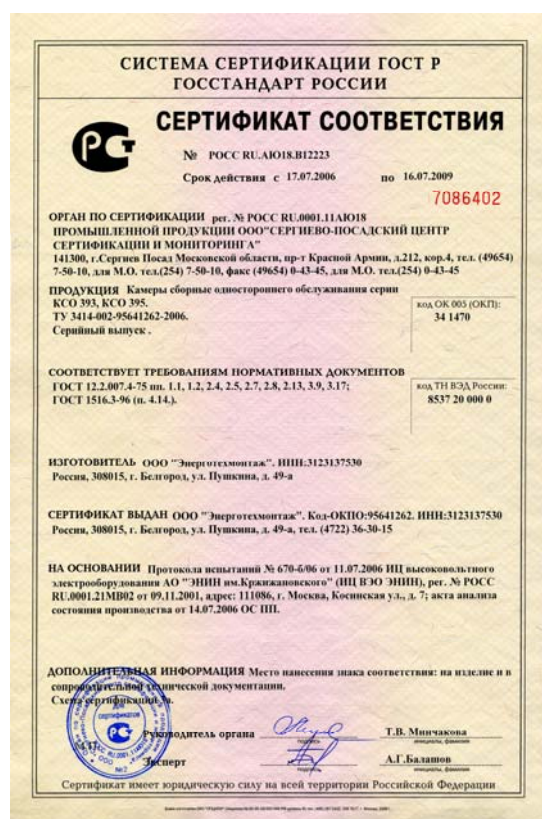 СИСТЕМА СЕРТИФИКАЦИИ ГОСТ Р
ГОССТАНДАРТ РОССИИ
СЕРТИФИКАТ СООТВЕТСТВИЯ
№ РОСС RU.АЮ18.В12223
Срок действия с 17.07.2006 по 16.07.2009
7086402
ОРГАН ПО СЕРТИФИКАЦИИ рег. № РОСС RU.0001.11АЮ18
ПРОМЫШЛЕННОЙ ПРОДУКЦИИ ООО"СЕРГИЕВО-ПОСАДСКИЙ ЦЕНТР
СЕРТИФИКАЦИИ И МОНИТОРИНГА"
141300, г.Сергиев Посад Московской области, пр-т Красной Армии, д.212, кор.4, тел. (49654)
7-50-10, для М.О. тел.(254) 7-50-10, факс (49654) 0-43-45, для М.О. тел.(254) 0-43-45
ПРОДУКЦИЯ Камеры сборные одностороннего обслуживания серии
КСО 393, КСО 395.
ТУ 3414-002-95641262-2006.
Серийный выпуск .
код ОК 005 (ОКП):
34 1470
СООТВЕТСТВУЕТ ТРЕБОВАНИЯМ НОРМАТИВНЫХ ДОКУМЕНТОВ
ГОСТ 12.2.007.4-75 пп. 1.1, 1.2, 2.4, 2.5, 2.7, 2.8, 2.13, 3.9, 3.17;
ГОСТ 1516.3-96 (п. 4.14.).
код ТН ВЭД России:
8537 20 000 0
ИЗГОТОВИТЕЛЬ ООО "Энерготехмонтаж". ИНН:3123137530
Россия, 308015, г. Белгород, ул. Пушкина, д. 49-а
СЕРТИФИКАТ ВЫДАН ООО "Энерготехмонтаж". Код-ОКПО:95641262. ИНН:3123137530
Россия, 308015, г. Белгород, ул. Пушкина, д. 49-а, тел. (4722) 36-30-15
НА ОСНОВАНИИ Протокола испытаний № 670-б/06 от 11.07.2006 ИЦ высоковольтного
электрооборудования АО "ЭНИН им.Кржижановского" (ИЦ ВЭО ЭНИН), рег. № РОСС
RU.0001.21МВ02 от 09.11.2001, адрес: 111086, г. Москва, Косинская ул., д. 7; акта анализа
состояния производства от 14.07.2006 ОС ПП.
ДОПОЛНИТЕЛЬНАЯ ИНФОРМАЦИЯ Место нанесения знака соответствия: на изделие и в
сопроводительной технической документации.
Схема сертификации 3а.
Для
сертификатов
№2
Руководитель органа
подпись
Т.В. Минчакова
инициалы, фамилия
Эксперт
подпись
А.Г.Балашов
инициалы, фамилия
Сертификат имеет юридическую силу на всей территории Российской Федерации